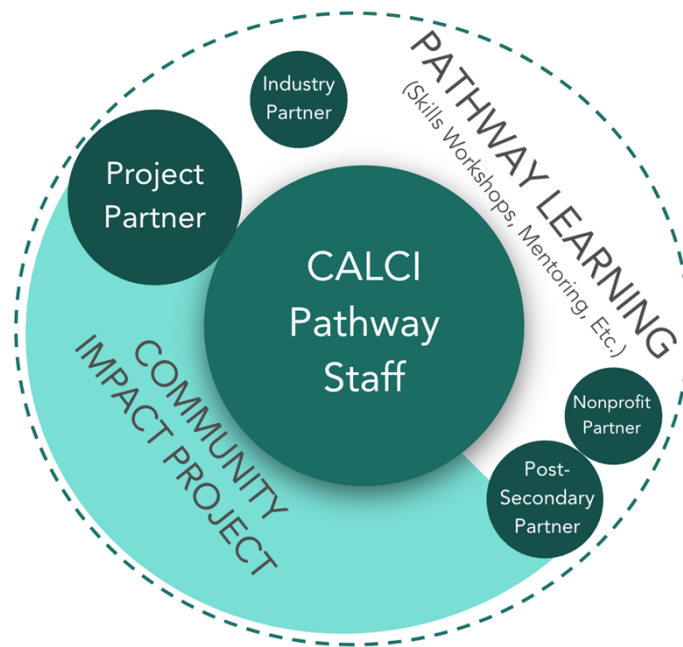 Industry
Partner
PATHWAY LEARNING
(Skills Workshops, Mentoring, Etc.)
Project
Partner
CALCI
Pathway
Staff
COMMUNITY
IMPACT PROJECT
Nonprofit
Partner
Post-
Secondary
Partner